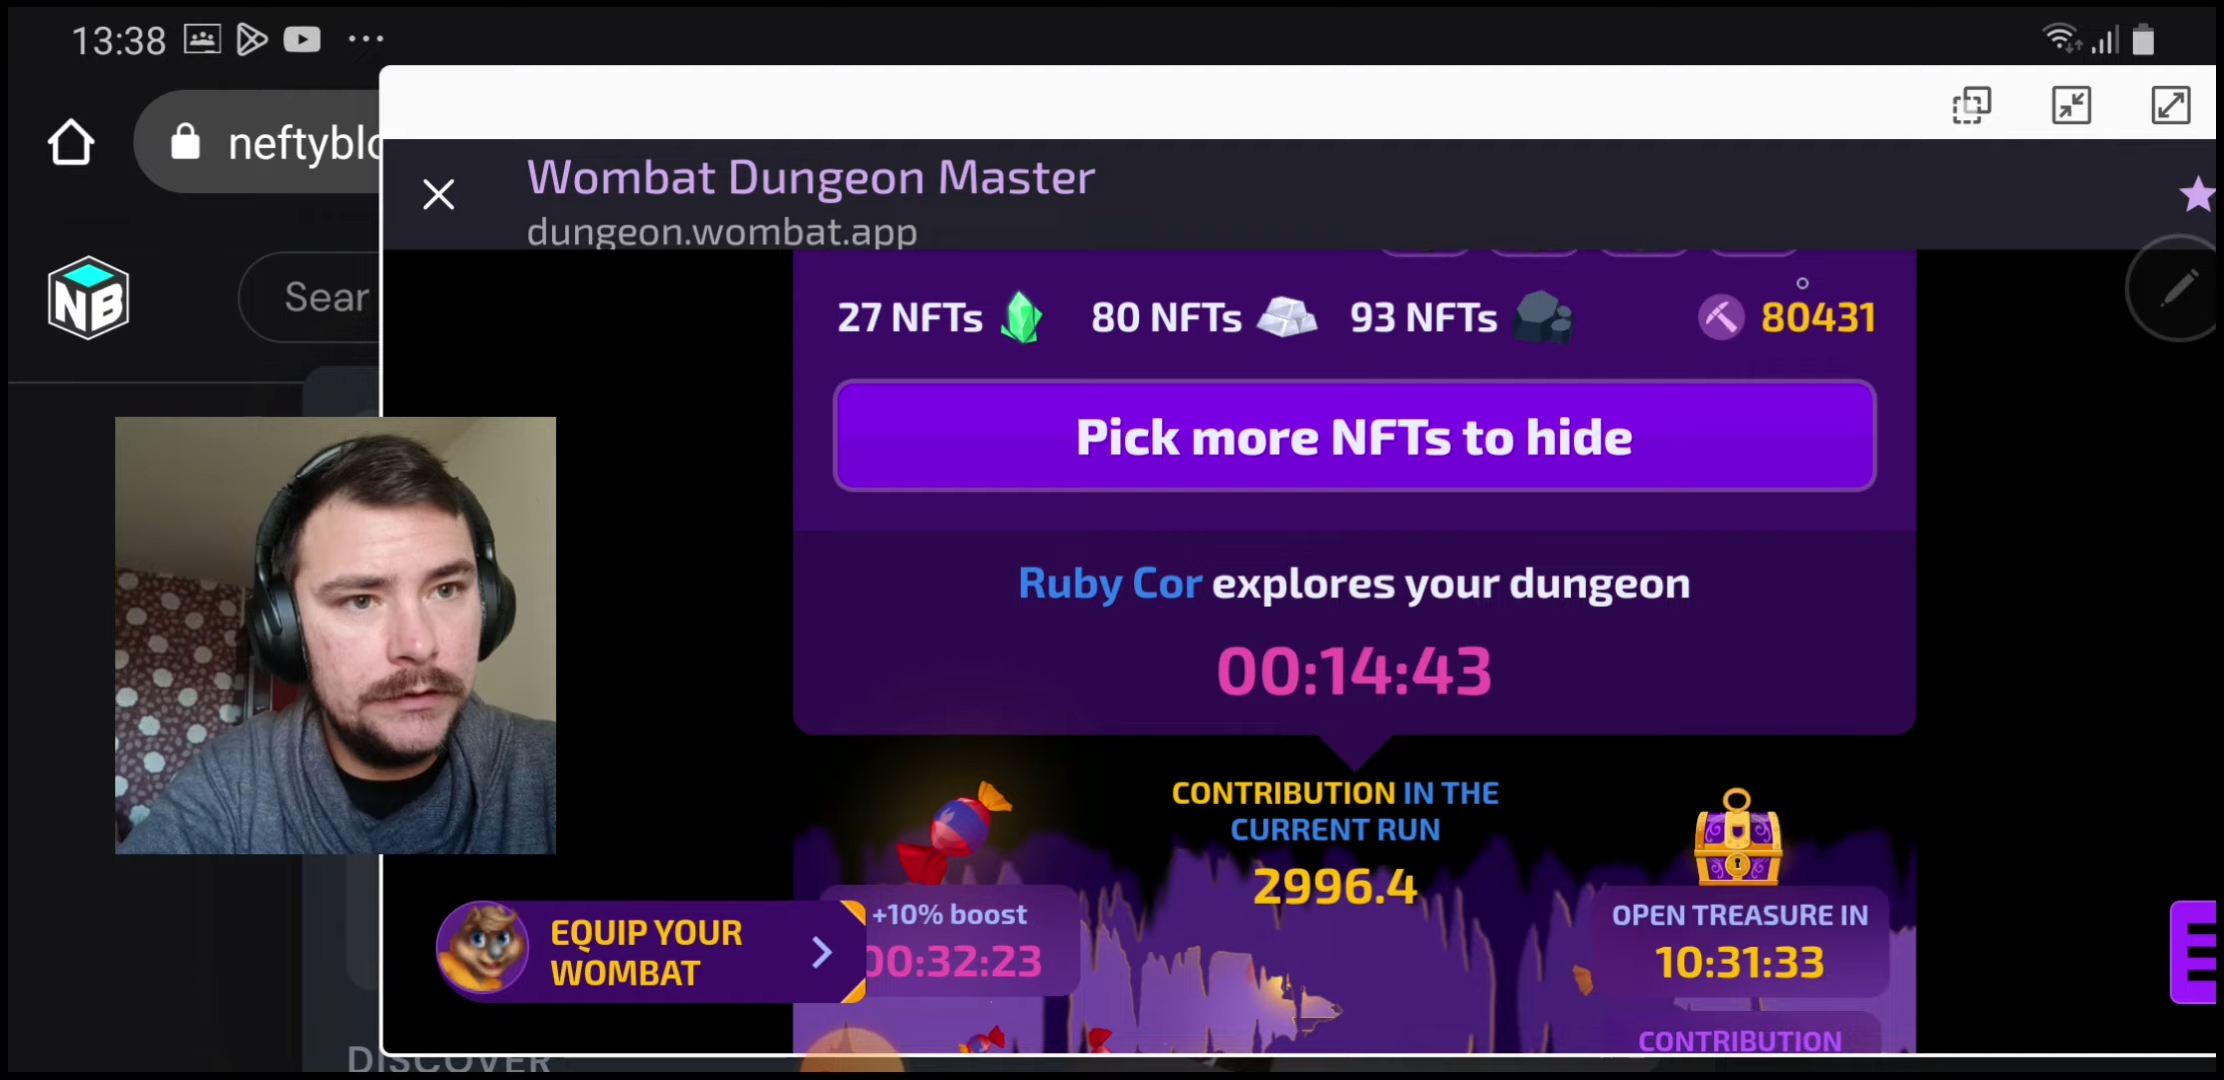 13:38
neftyblo
Wombat Dungeon Master
dungeon.wombat.app
NB
Sear
27 NFTs 80 NFTs 93 NFTs 80431
Pick more NFTs to hide
Ruby Cor explores your dungeon
00:14:43
CONTRIBUTION IN THE
CURRENT RUN
2996.4
+10% boost
00:32:23
OPEN TREASURE IN
10:31:33
EQUIP YOUR
WOMBAT
CONTRIBUTION
DISCOVER